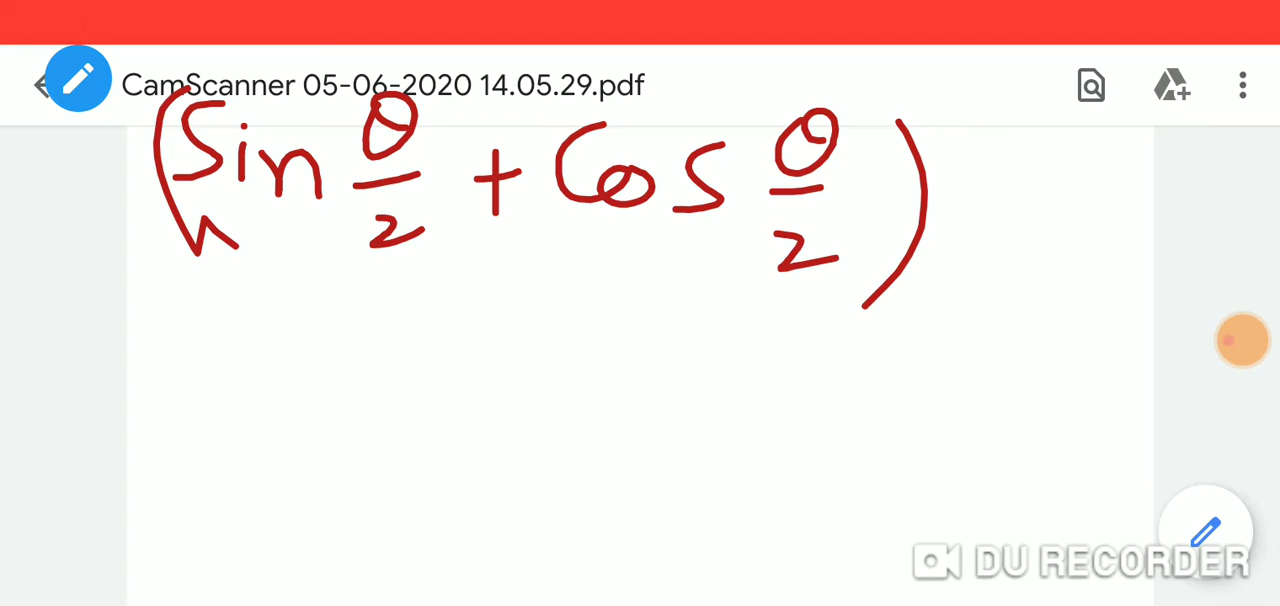 CamScanner 05-06-2020 14.05.29.pdf
(Sin θ/2 + Cos θ/2)
DU RECORDER